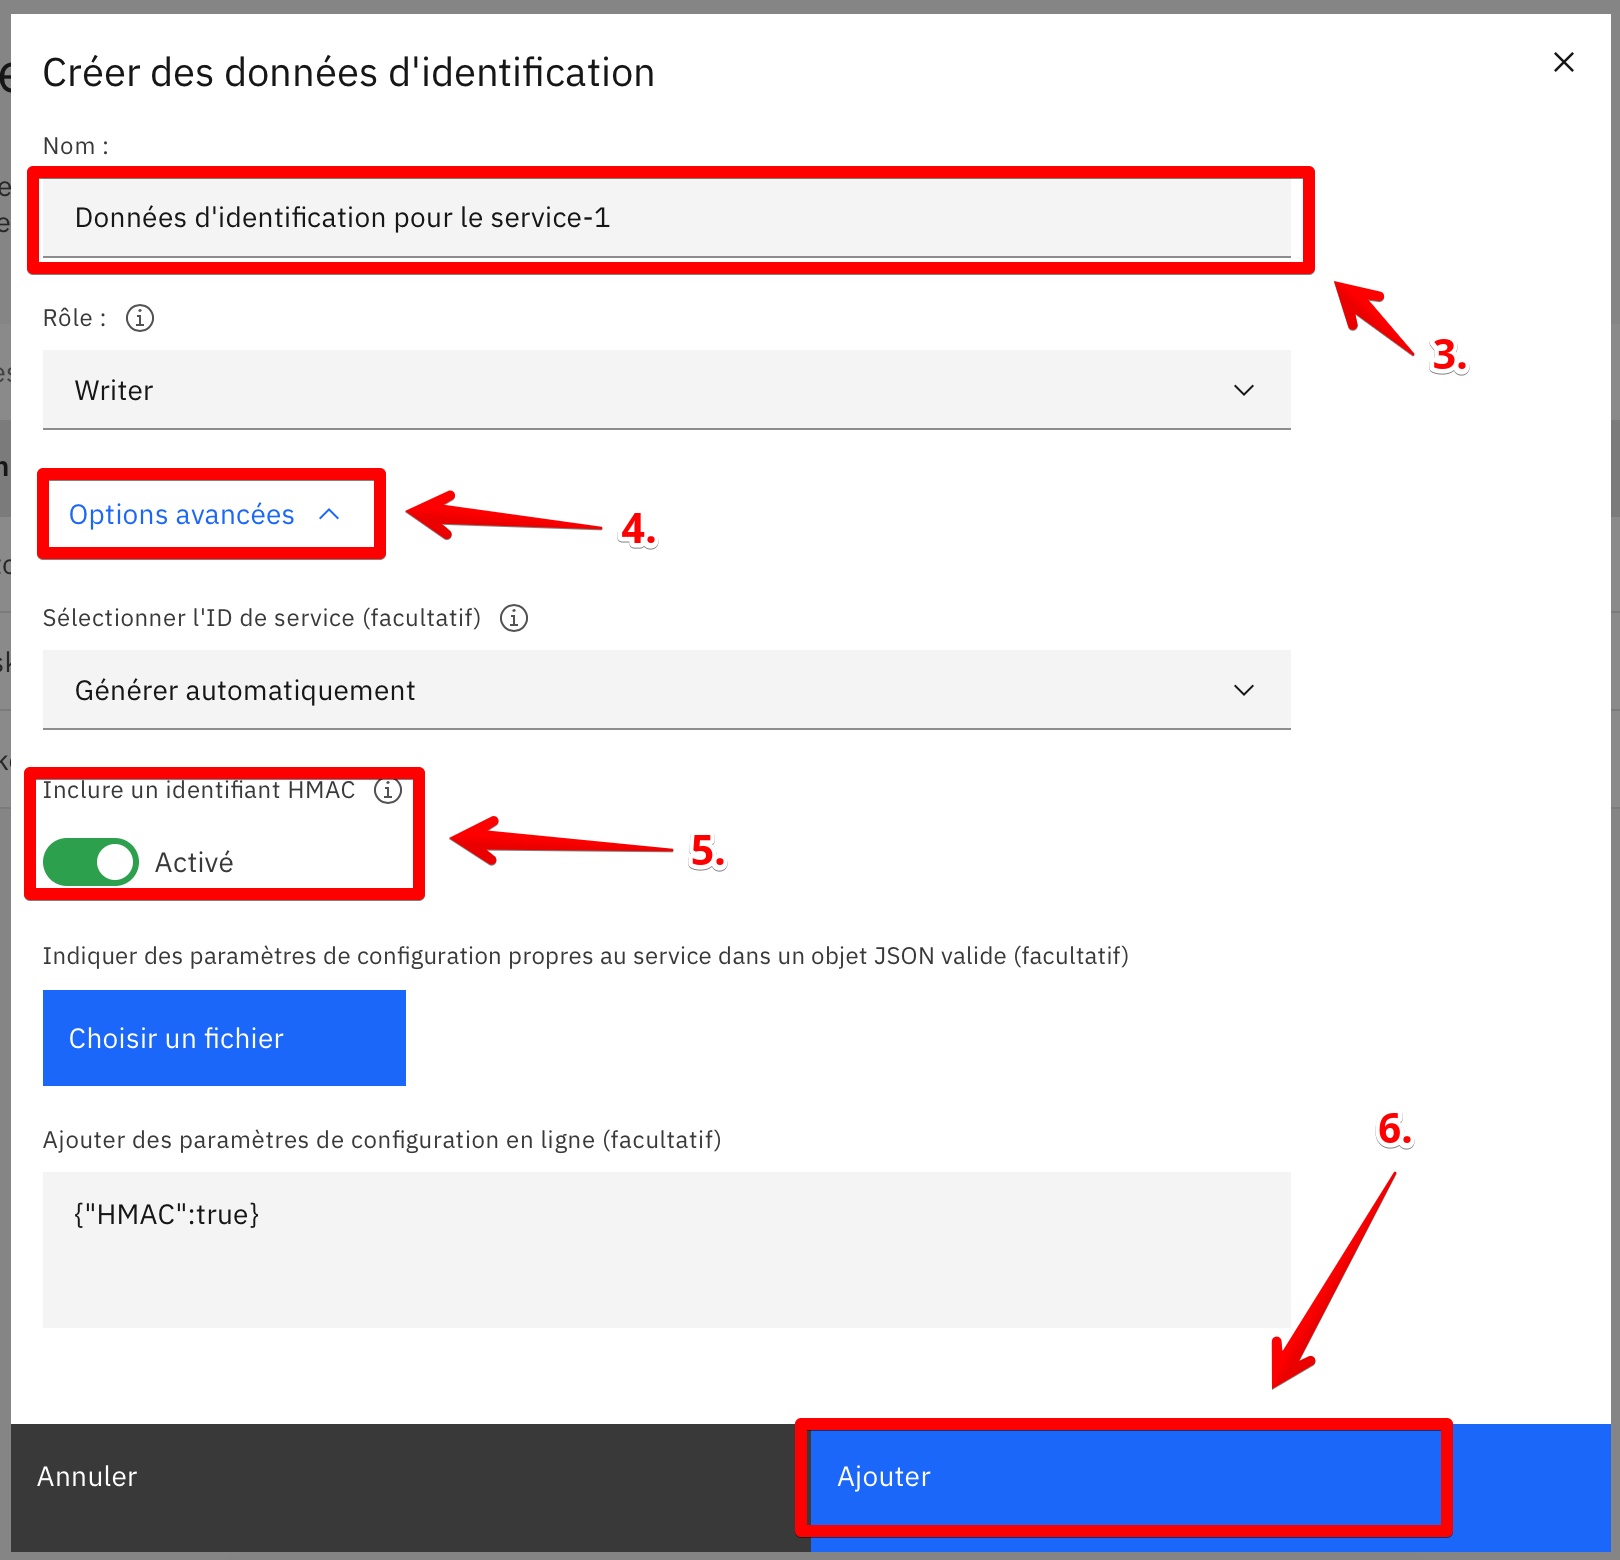 Créer des données d'identification
Nom :
Données d'identification pour le service-1
3.
Rôle :
Writer
Options avancées
4.
Sélectionner l'ID de service (facultatif)
Générer automatiquement
Inclure un identifiant HMAC
Activé
5.
Indiquer des paramètres de configuration propres au service dans un objet JSON valide (facultatif)
Choisir un fichier
Ajouter des paramètres de configuration en ligne (facultatif)
{"HMAC":true}
6.
Annuler
Ajouter